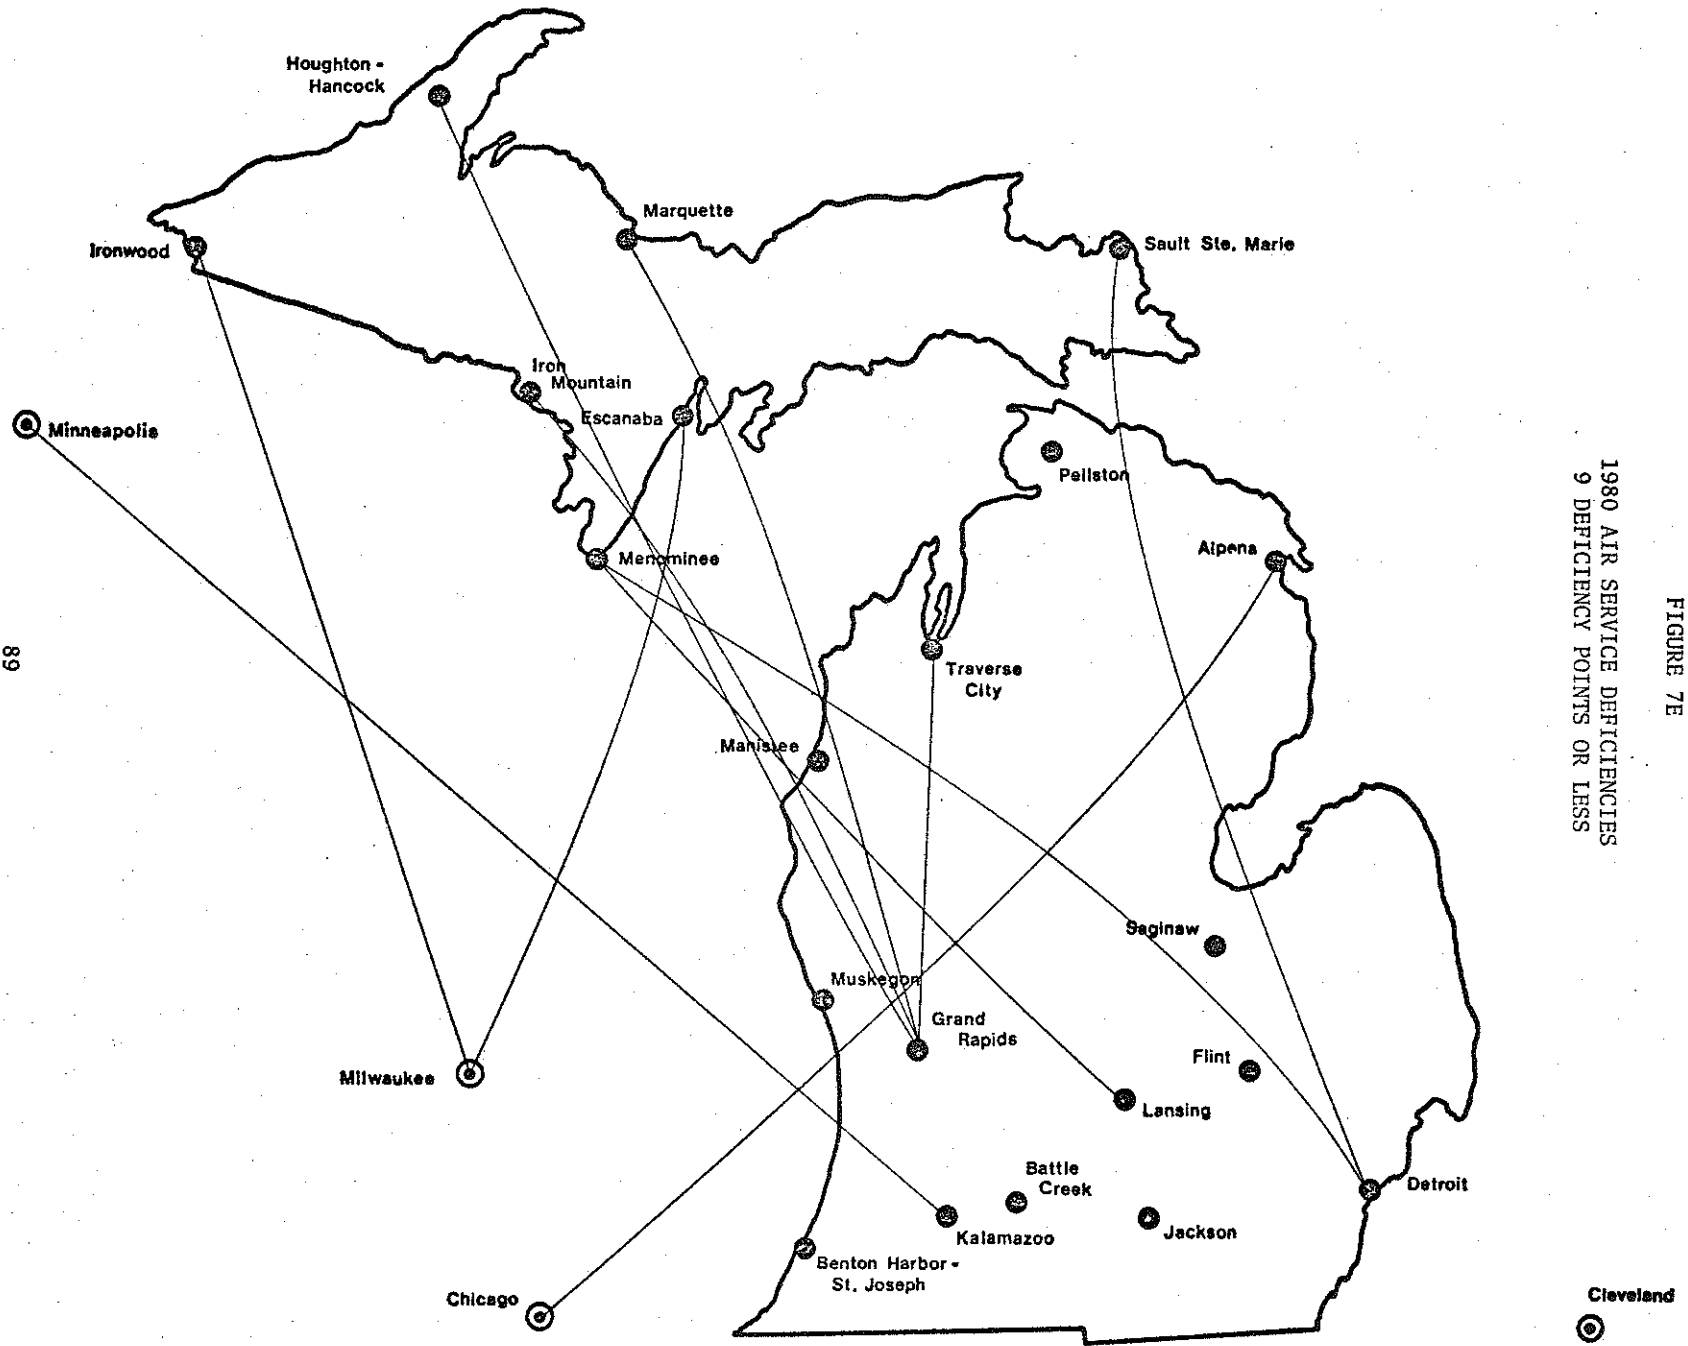 Houghton -
Hancock
Marquette
Ironwood
Sault Ste. Marie
Iron
Mountain
Escanaba
Minneapolis
Pellston
Menominee
Alpena
Traverse
City
Manistee
Saginaw
Muskegon
Grand
Rapids
Flint
Milwaukee
Lansing
Battle
Creek
Detroit
Kalamazoo
Jackson
Benton Harbor -
St. Joseph
Chicago
Cleveland
FIGURE 7E
1980 AIR SERVICE DEFICIENCIES
9 DEFICIENCY POINTS OR LESS
89